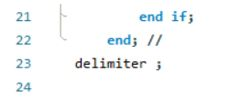 21 end if;
22 end; //
23 delimiter ;
24